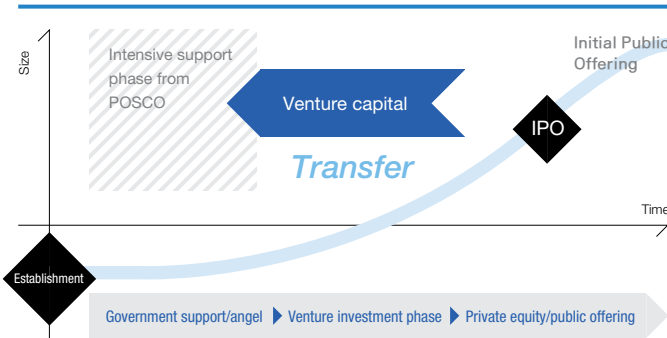 Size
Intensive support
phase from
POSCO
Venture capital
Transfer
Initial Public
Offering
IPO
Time
Establishment
Government support/angel
Venture investment phase
Private equity/public offering